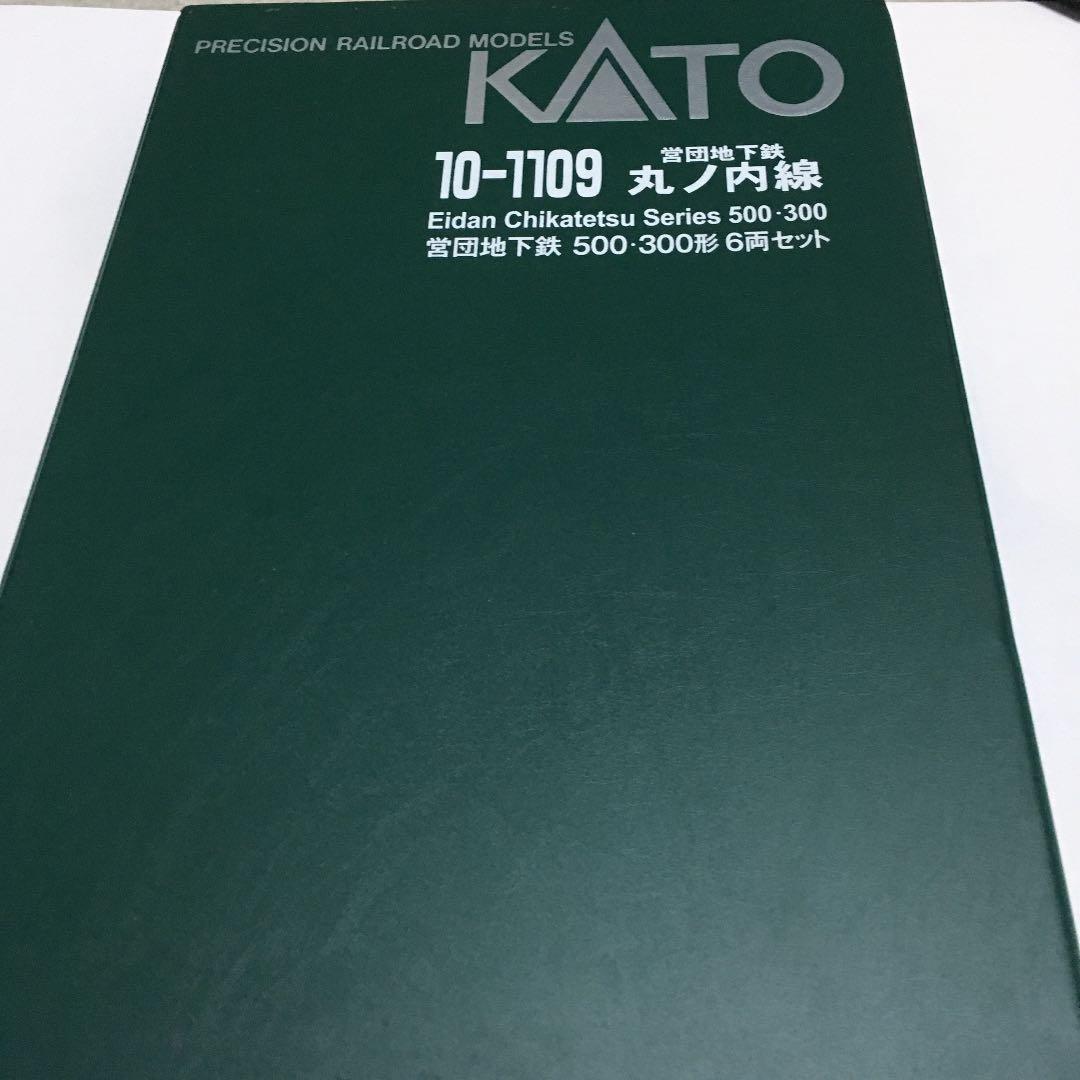 PRECISION RAILROAD MODELS
KATO
10-1109
営団地下鉄
丸ノ内線
Eidan Chikatetsu Series 500·300
営団地下鉄 500·300形 6両セット